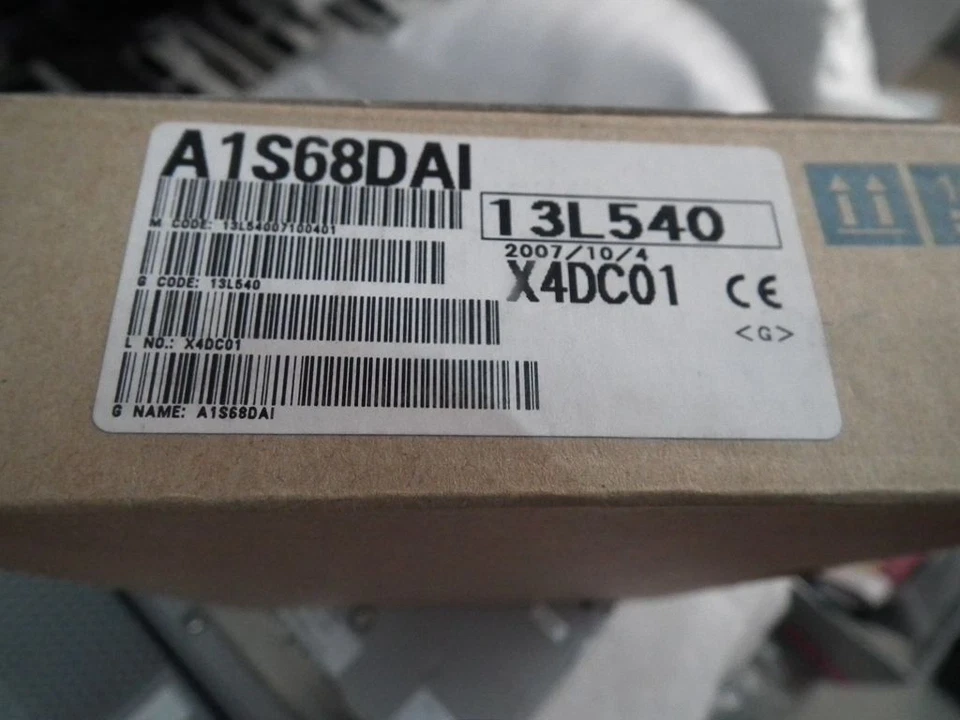 A1S68DAI
M CODE: 13L54007100401
13L540
2007/10/4
G CODE: 13L540
X4DC01
CE
L NO.: X4DC01
<G>
G NAME: A1S68DAI